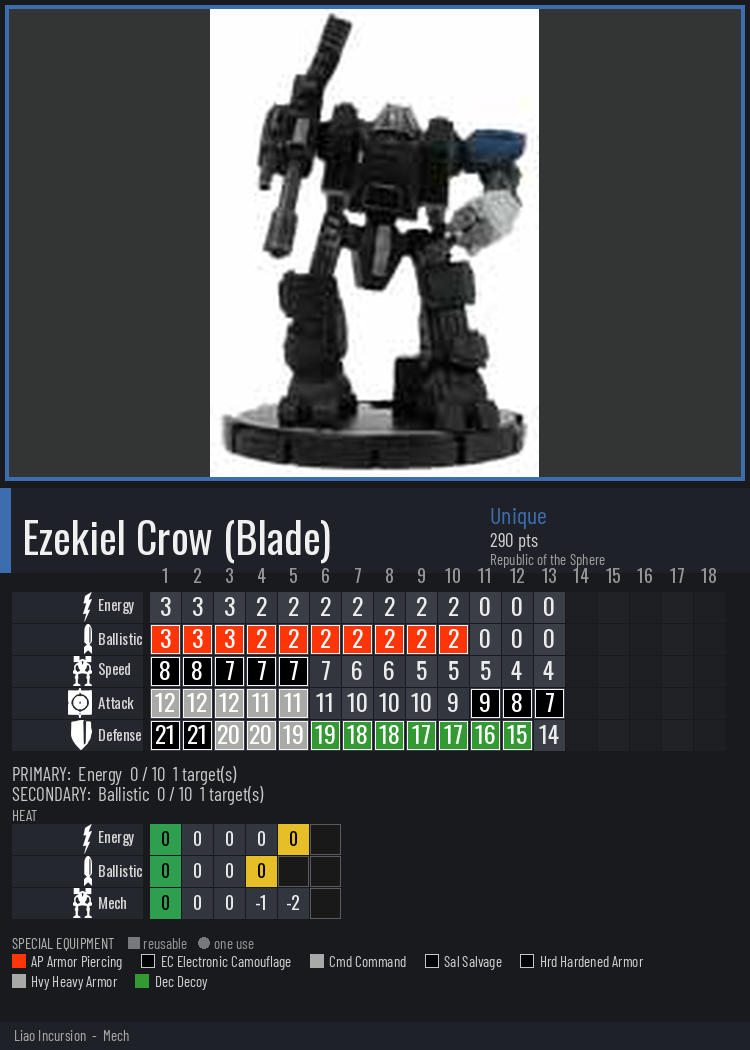 Ezekiel Crow (Blade)
Unique
290 pts
Republic of the Sphere
1 2 3 4 5 6 7 8 9 10 11 12 13 14 15 16 17 18
Energy 3 3 3 2 2 2 2 2 2 2 0 0 0
Ballistic 3 3 3 2 2 2 2 2 2 2 0 0 0
Speed 8 8 7 7 7 7 6 6 5 5 5 4 4
Attack 12 12 12 11 11 11 10 10 10 9 9 8 7
Defense 21 21 20 20 19 19 18 18 17 17 16 15 14
PRIMARY: Energy 0 / 10 1 target(s)
SECONDARY: Ballistic 0 / 10 1 target(s)
HEAT
Energy 0 0 0 0 0
Ballistic 0 0 0 0
Mech 0 0 0 -1 -2
SPECIAL EQUIPMENT reusable one use
AP Armor Piercing EC Electronic Camouflage Cmd Command Sal Salvage Hrd Hardened Armor
Hvy Heavy Armor Dec Decoy
Liao Incursion - Mech